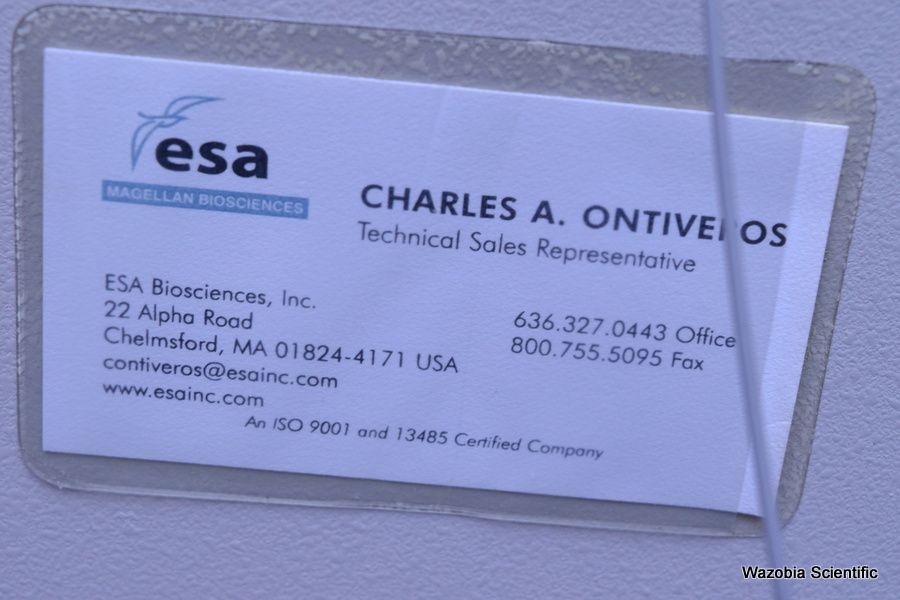 esa
MAGELLAN BIOSCIENCES
CHARLES A. ONTIVEROS
Technical Sales Representative
ESA Biosciences, Inc.
22 Alpha Road
Chelmsford, MA 01824-4171 USA
contiveros@esainc.com
www.esainc.com
636.327.0443 Office
800.755.5095 Fax
An ISO 9001 and 13485 Certified Company
Wazobia Scientific